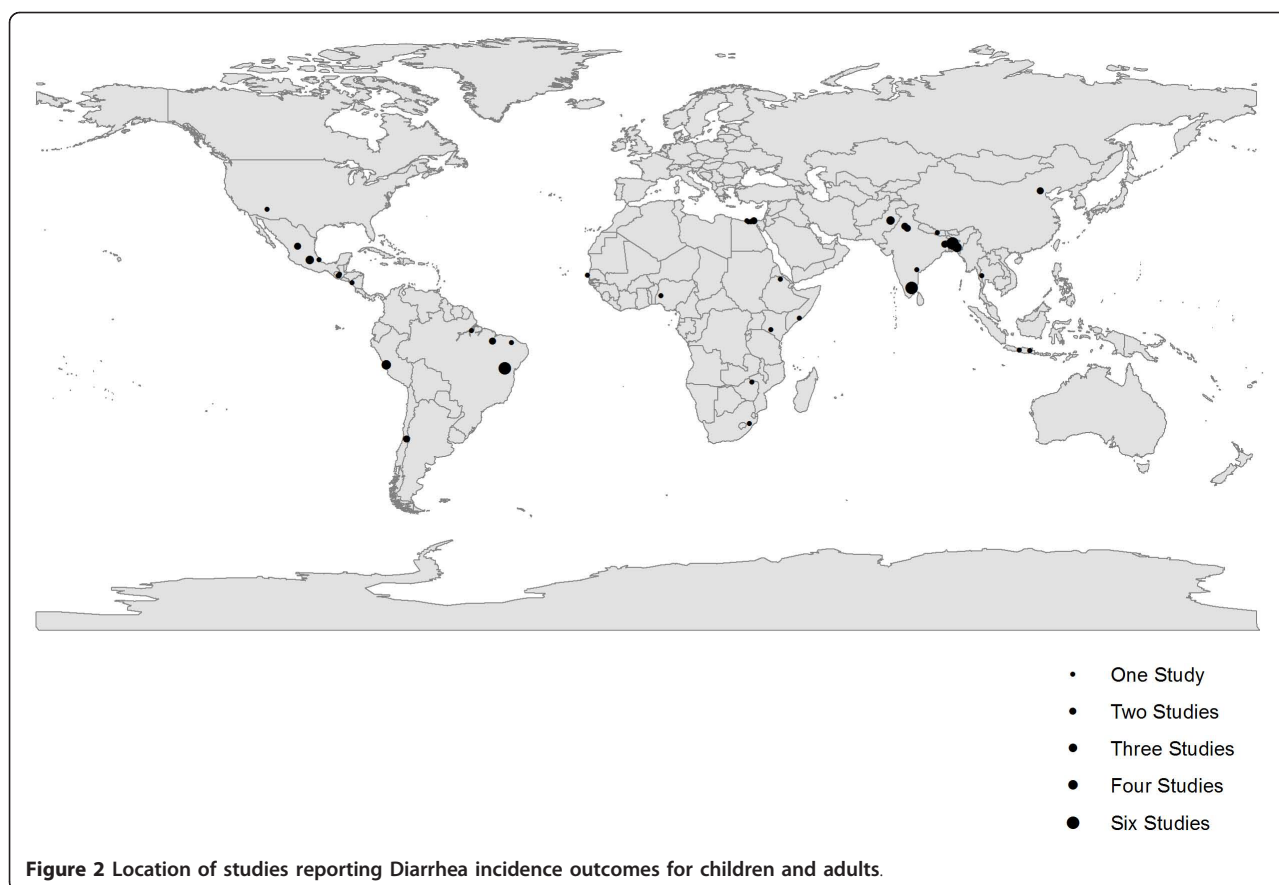 One Study
Two Studies
Three Studies
Four Studies
Six Studies
Figure 2 Location of studies reporting Diarrhea incidence outcomes for children and adults.